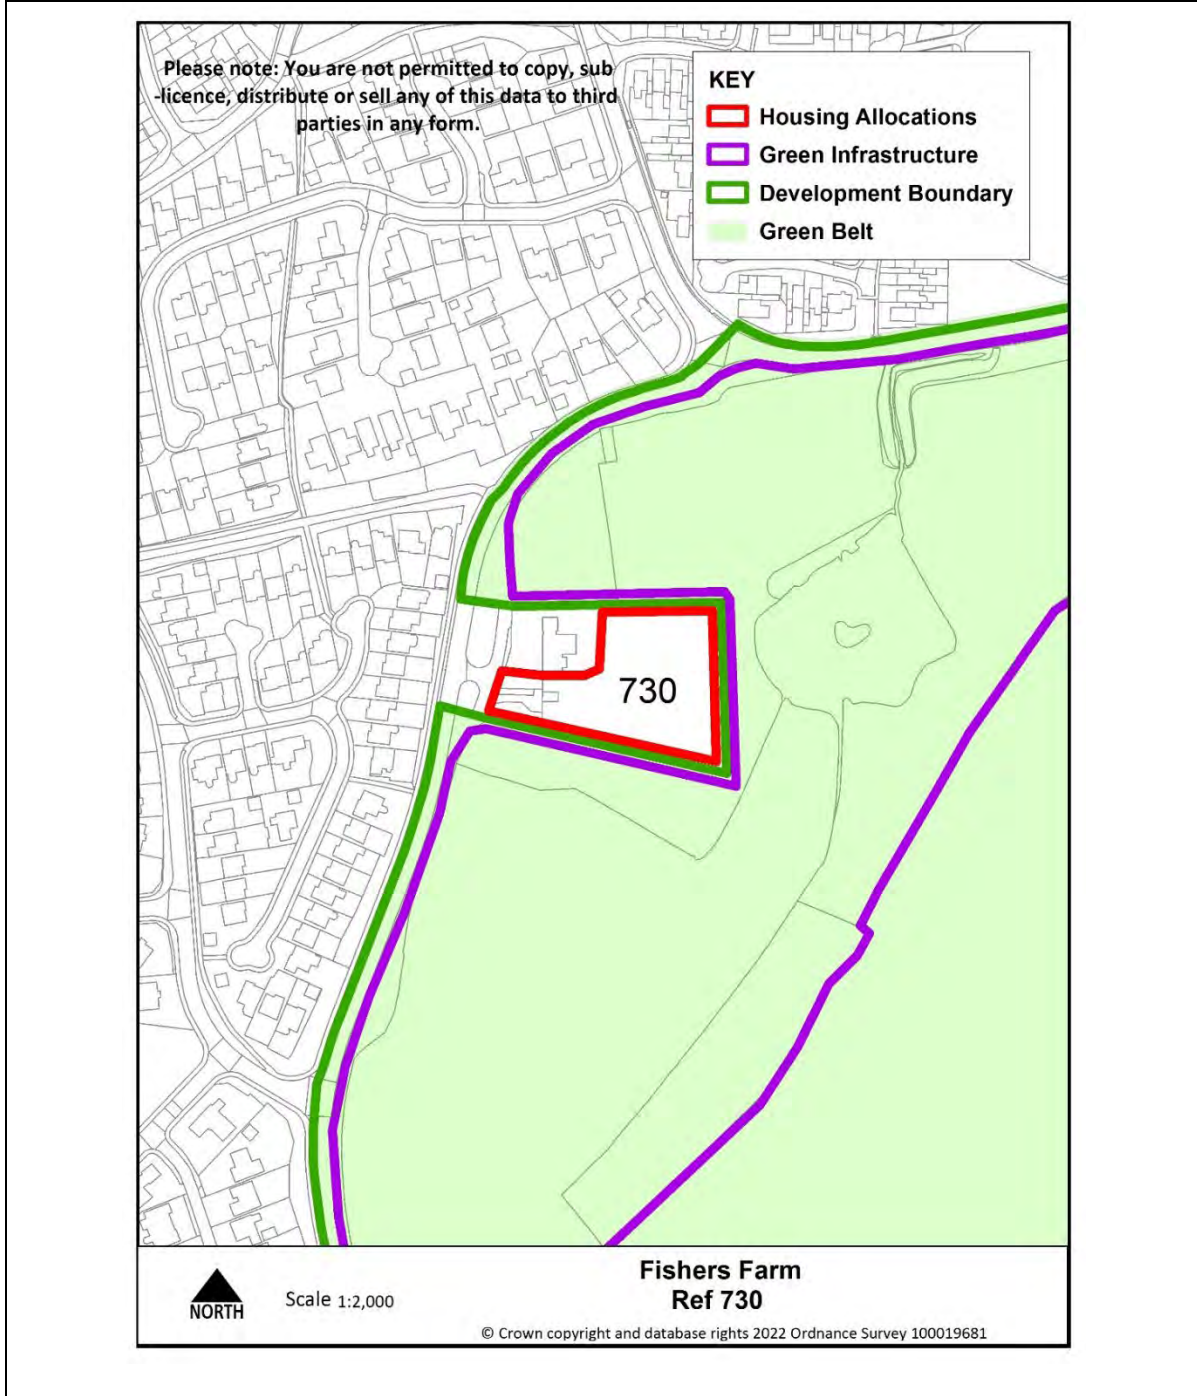 Please note: You are not permitted to copy, sub
-licence, distribute or sell any of this data to third
parties in any form.
KEY
Housing Allocations
Green Infrastructure
Development Boundary
Green Belt
730
NORTH
Scale 1:2,000
Fishers Farm
Ref 730
© Crown copyright and database rights 2022 Ordnance Survey 100019681